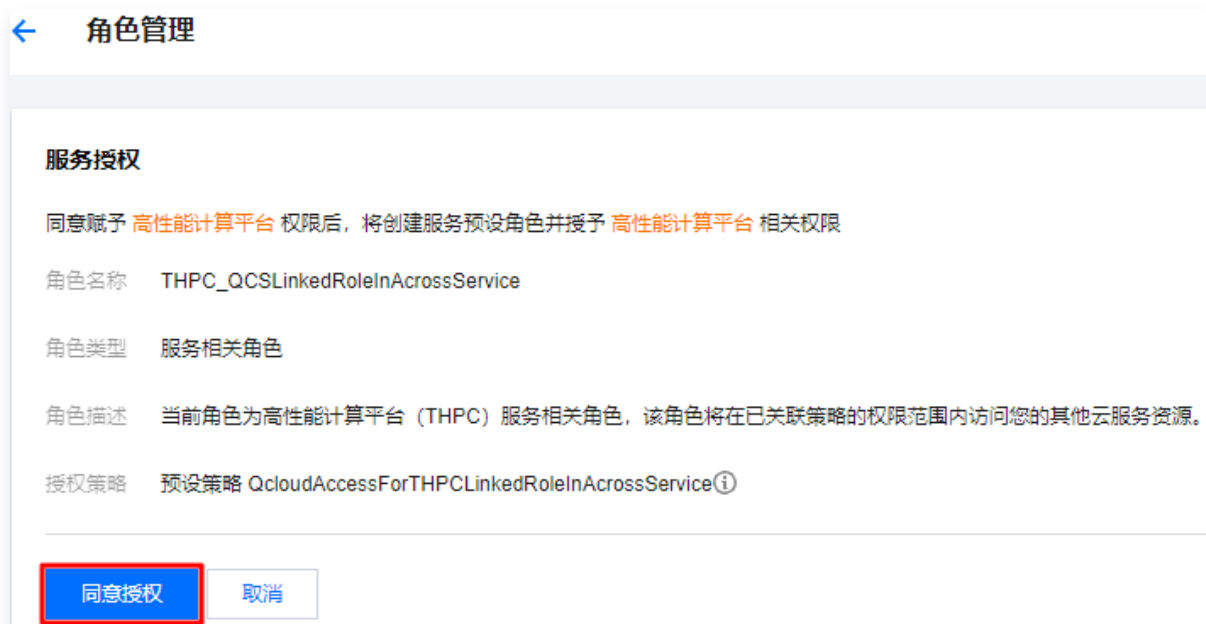 角色管理
服务授权
同意赋予 高性能计算平台 权限后，将创建服务预设角色并授予 高性能计算平台 相关权限
角色名称 THPC_QCSLinkedRoleInAcrossService
角色类型 服务相关角色
角色描述 当前角色为高性能计算平台（THPC）服务相关角色，该角色将在已关联策略的权限范围内访问您的其他云服务资源。
授权策略 预设策略 QcloudAccessForTHPCLinkedRoleInAcrossService
同意授权 取消